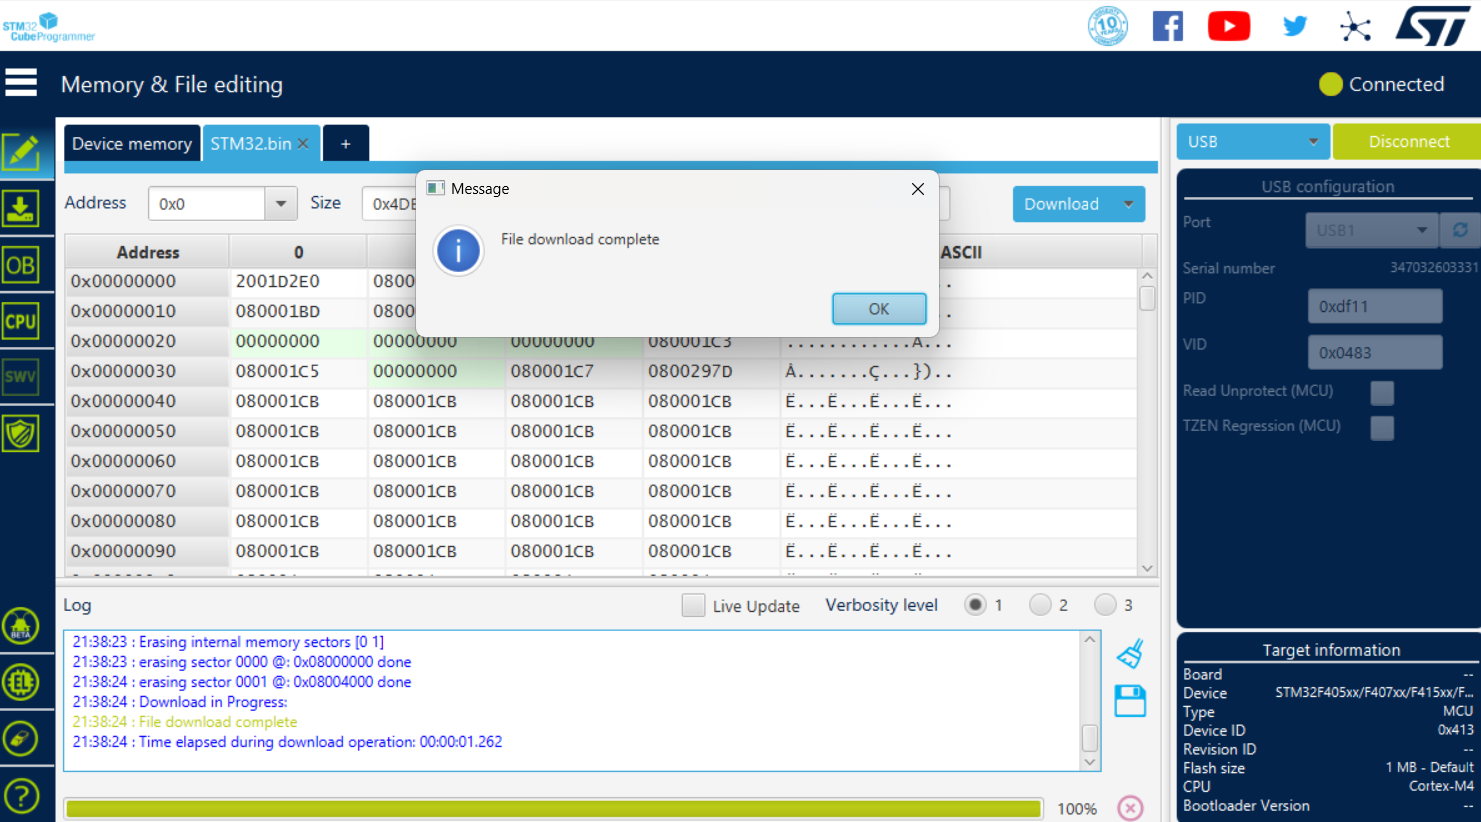 STM32
CubeProgrammer
10 YEARS
Memory & File editing
Connected
Device memory
STM32.bin
+
USB
Disconnect
Address
0x0
Size
0x4DE
Download
Message
File download complete
OK
Address 0 ASCII
0x00000000 2001D2E0 0800 ..
0x00000010 080001BD 0800
0x00000020 00000000 00000000 00000000 080001C3 ............Ã...
0x00000030 080001C5 00000000 080001C7 0800297D Å.......Ç...})..
0x00000040 080001CB 080001CB 080001CB 080001CB Ë...Ë...Ë...Ë...
0x00000050 080001CB 080001CB 080001CB 080001CB Ë...Ë...Ë...Ë...
0x00000060 080001CB 080001CB 080001CB 080001CB Ë...Ë...Ë...Ë...
0x00000070 080001CB 080001CB 080001CB 080001CB Ë...Ë...Ë...Ë...
0x00000080 080001CB 080001CB 080001CB 080001CB Ë...Ë...Ë...Ë...
0x00000090 080001CB 080001CB 080001CB 080001CB Ë...Ë...Ë...Ë...
OB
CPU
SWV
BETA
EL
?
Log
Live Update
Verbosity level
1
2
3
21:38:23 : Erasing internal memory sectors [0 1]
21:38:23 : erasing sector 0000 @: 0x08000000 done
21:38:24 : erasing sector 0001 @: 0x08004000 done
21:38:24 : Download in Progress:
21:38:24 : File download complete
21:38:24 : Time elapsed during download operation: 00:00:01.262
100%
USB configuration
Port USB1
Serial number 347032603331
PID 0xdf11
VID 0x0483
Read Unprotect (MCU)
TZEN Regression (MCU)
Target information
Board --
Device STM32F405xx/F407xx/F415xx/F...
Type MCU
Device ID 0x413
Revision ID --
Flash size 1 MB - Default
CPU Cortex-M4
Bootloader Version --